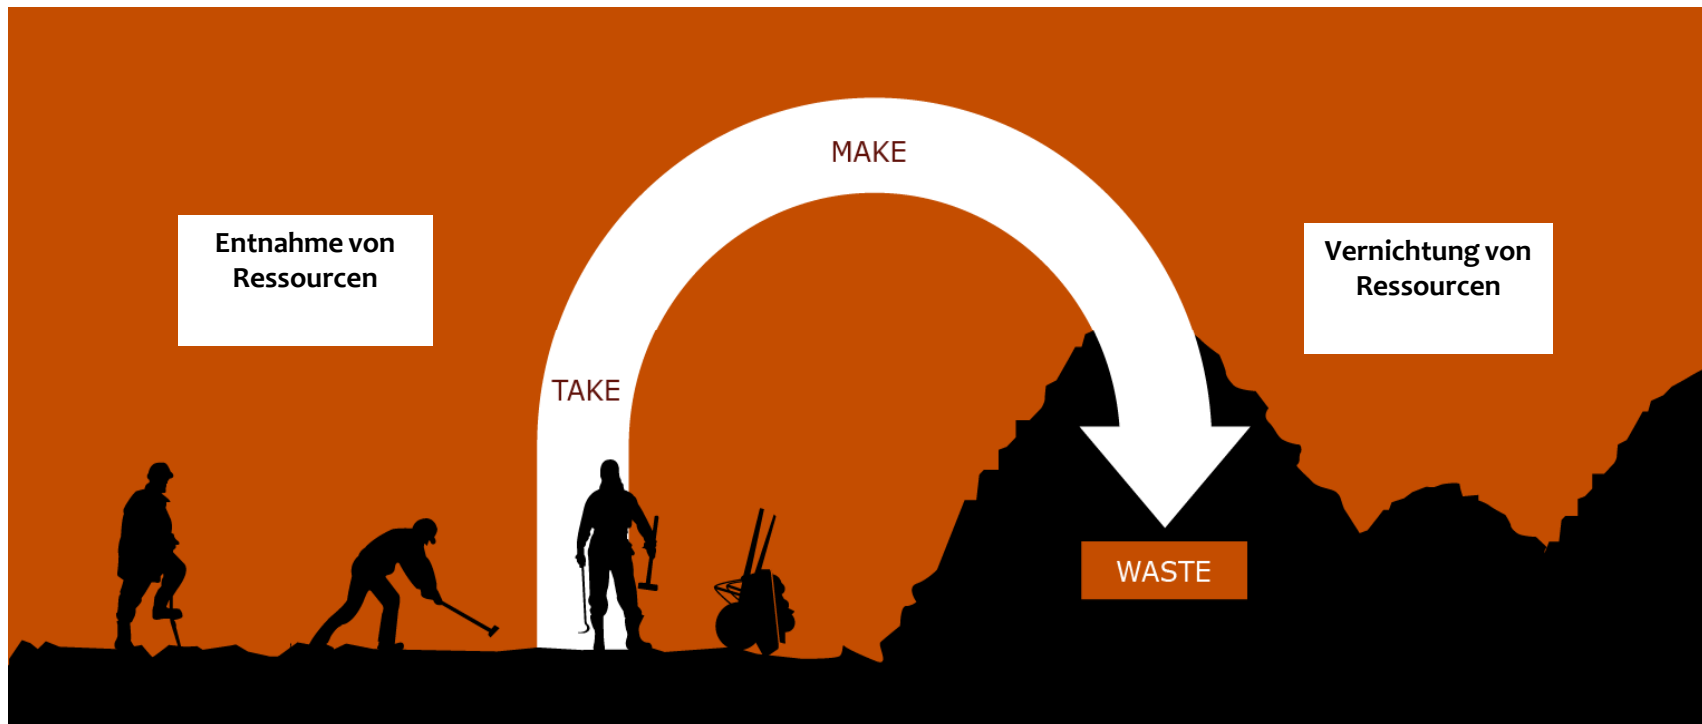 MAKE
Entnahme von
Ressourcen
Vernichtung von
Ressourcen
TAKE
WASTE